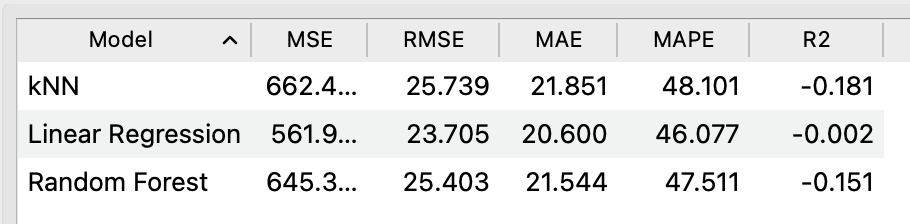 Model MSE RMSE MAE MAPE R2
kNN 662.4... 25.739 21.851 48.101 -0.181
Linear Regression 561.9... 23.705 20.600 46.077 -0.002
Random Forest 645.3... 25.403 21.544 47.511 -0.151